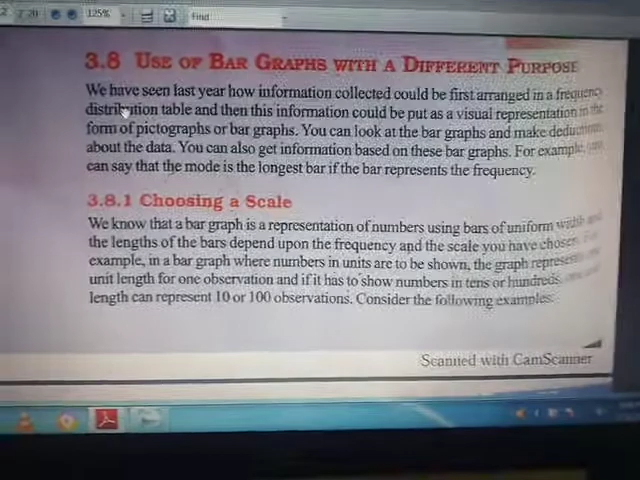 2 / 20 125% Find
3.8 USE OF BAR GRAPHS WITH A DIFFERENT PURPOSE
We have seen last year how information collected could be first arranged in a frequency
distribution table and then this information could be put as a visual representation in the
form of pictographs or bar graphs. You can look at the bar graphs and make deductions
about the data. You can also get information based on these bar graphs. For example, you
can say that the mode is the longest bar if the bar represents the frequency.
3.8.1 Choosing a Scale
We know that a bar graph is a representation of numbers using bars of uniform width and
the lengths of the bars depend upon the frequency and the scale you have chosen. For
example, in a bar graph where numbers in units are to be shown, the graph represents
unit length for one observation and if it has to show numbers in tens or hundreds,
length can represent 10 or 100 observations. Consider the following examples:
Scanned with CamScanner